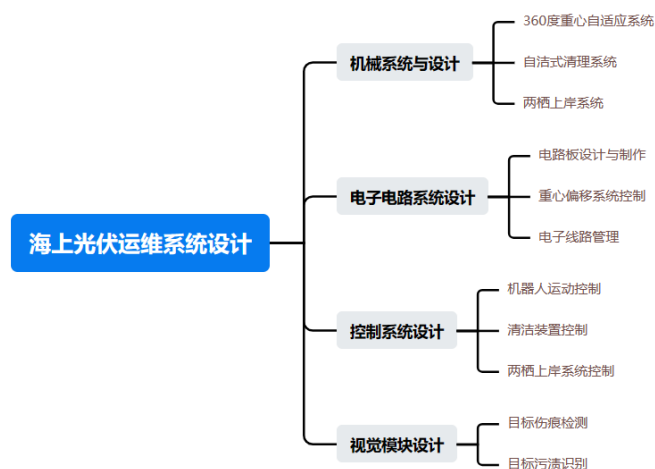 海上光伏运维系统设计
机械系统与设计
360度重心自适应系统
自洁式清理系统
两栖上岸系统
电子电路系统设计
电路板设计与制作
重心偏移系统控制
电子线路管理
控制系统设计
机器人运动控制
清洁装置控制
两栖上岸系统控制
视觉模块设计
目标伤痕检测
目标污渍识别